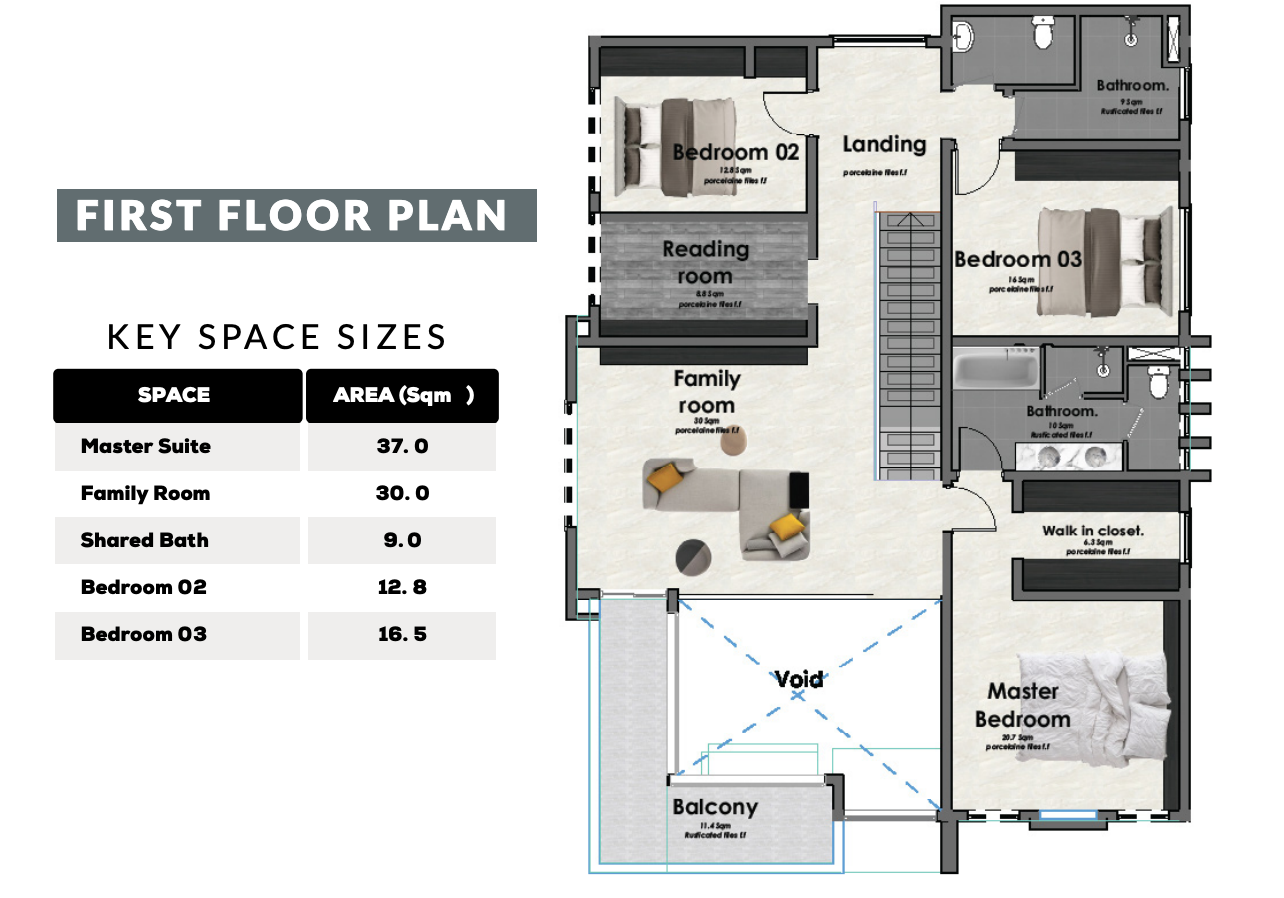 FIRST FLOOR PLAN
KEY SPACE SIZES
SPACE AREA (Sqm )
Master Suite 37. 0
Family Room 30. 0
Shared Bath 9. 0
Bedroom 02 12. 8
Bedroom 03 16. 5
Bathroom.
9 Sqm
Rusticated tiles f.f
Bedroom 02
12.8 Sqm
porcelaine tiles f.f
Landing
porcelaine tiles f.f
Reading
room
8.8 Sqm
porcelaine tiles f.f
Bedroom 03
16 Sqm
porcelaine tiles f.f
Family
room
30 Sqm
porcelaine tiles f.f
Bathroom.
10 Sqm
Rusticated tiles f.f
Walk in closet.
6.3 Sqm
porcelaine tiles f.f
Void
Master
Bedroom
20.7 Sqm
porcelaine tiles f.f
Balcony
11.4 Sqm
Rusticated tiles f.f